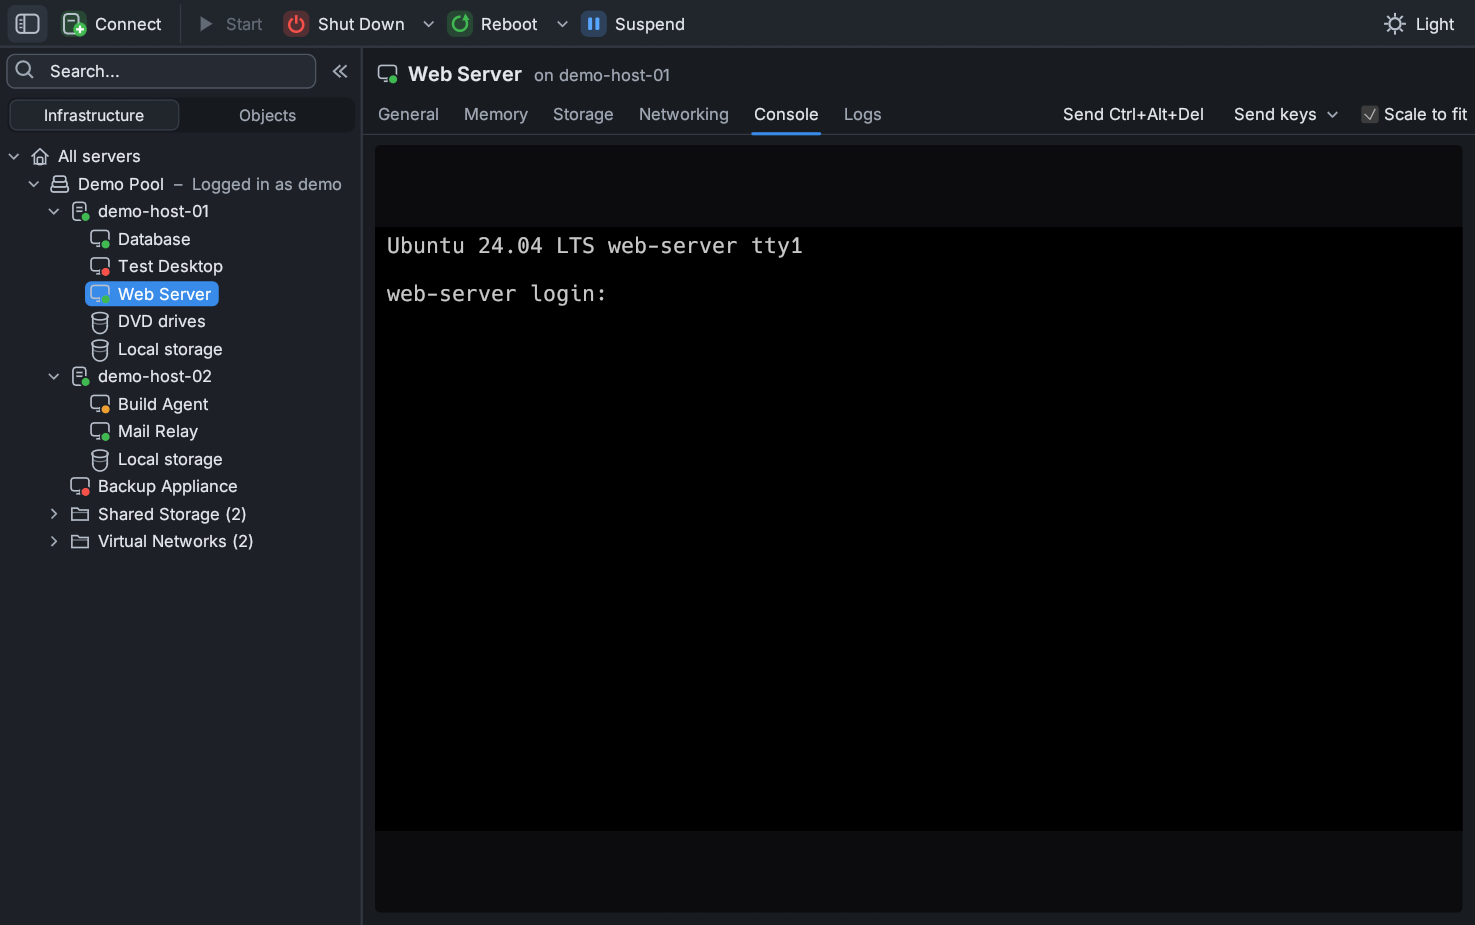 Connect Start Shut Down Reboot Suspend Light
Search...
Infrastructure Objects
All servers
Demo Pool – Logged in as demo
demo-host-01
Database
Test Desktop
Web Server
DVD drives
Local storage
demo-host-02
Build Agent
Mail Relay
Local storage
Backup Appliance
Shared Storage (2)
Virtual Networks (2)
Web Server on demo-host-01
General Memory Storage Networking Console Logs Send Ctrl+Alt+Del Send keys Scale to fit
Ubuntu 24.04 LTS web-server tty1
web-server login: